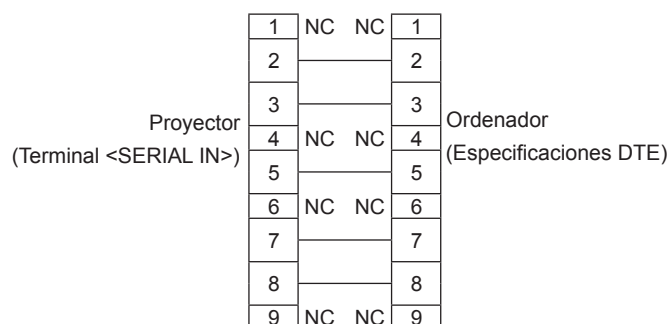 1 NC NC 1
2 2
3 3
Proyector
(Terminal <SERIAL IN>)
4 NC NC 4
Ordenador
(Especificaciones DTE)
5 5
6 NC NC 6
7 7
8 8
9 NC NC 9